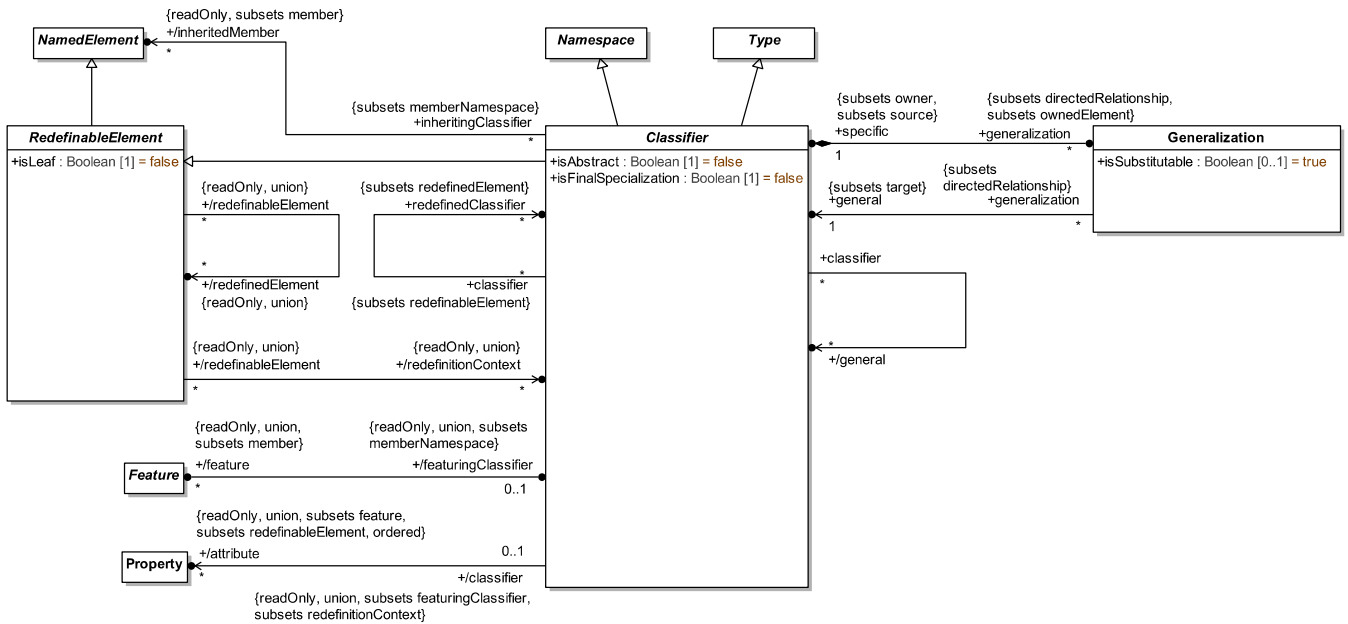 {readOnly, subsets member}
+/inheritedMember
*
NamedElement
Namespace
Type
{subsets memberNamespace}
+inheritingClassifier
*
{subsets owner,
subsets source}
+specific
1
{subsets directedRelationship,
subsets ownedElement}
+generalization
*
RedefinableElement
+isLeaf : Boolean [1] = false
Classifier
+isAbstract : Boolean [1] = false
+isFinalSpecialization : Boolean [1] = false
Generalization
+isSubstitutable : Boolean [0..1] = true
{readOnly, union}
+/redefinableElement
*
*
+/redefinedElement
{readOnly, union}
{subsets redefinedElement}
+redefinedClassifier
*
*
+classifier
{subsets redefinableElement}
{subsets target}
+general
1
{subsets
directedRelationship}
+generalization
*
+classifier
*
*
+/general
{readOnly, union}
+/redefinableElement
*
{readOnly, union}
+/redefinitionContext
*
{readOnly, union,
subsets member}
+/feature
*
{readOnly, union, subsets
memberNamespace}
+/featuringClassifier
0..1
Feature
{readOnly, union, subsets feature,
subsets redefinableElement, ordered}
+/attribute
*
0..1
+/classifier
Property
{readOnly, union, subsets featuringClassifier,
subsets redefinitionContext}